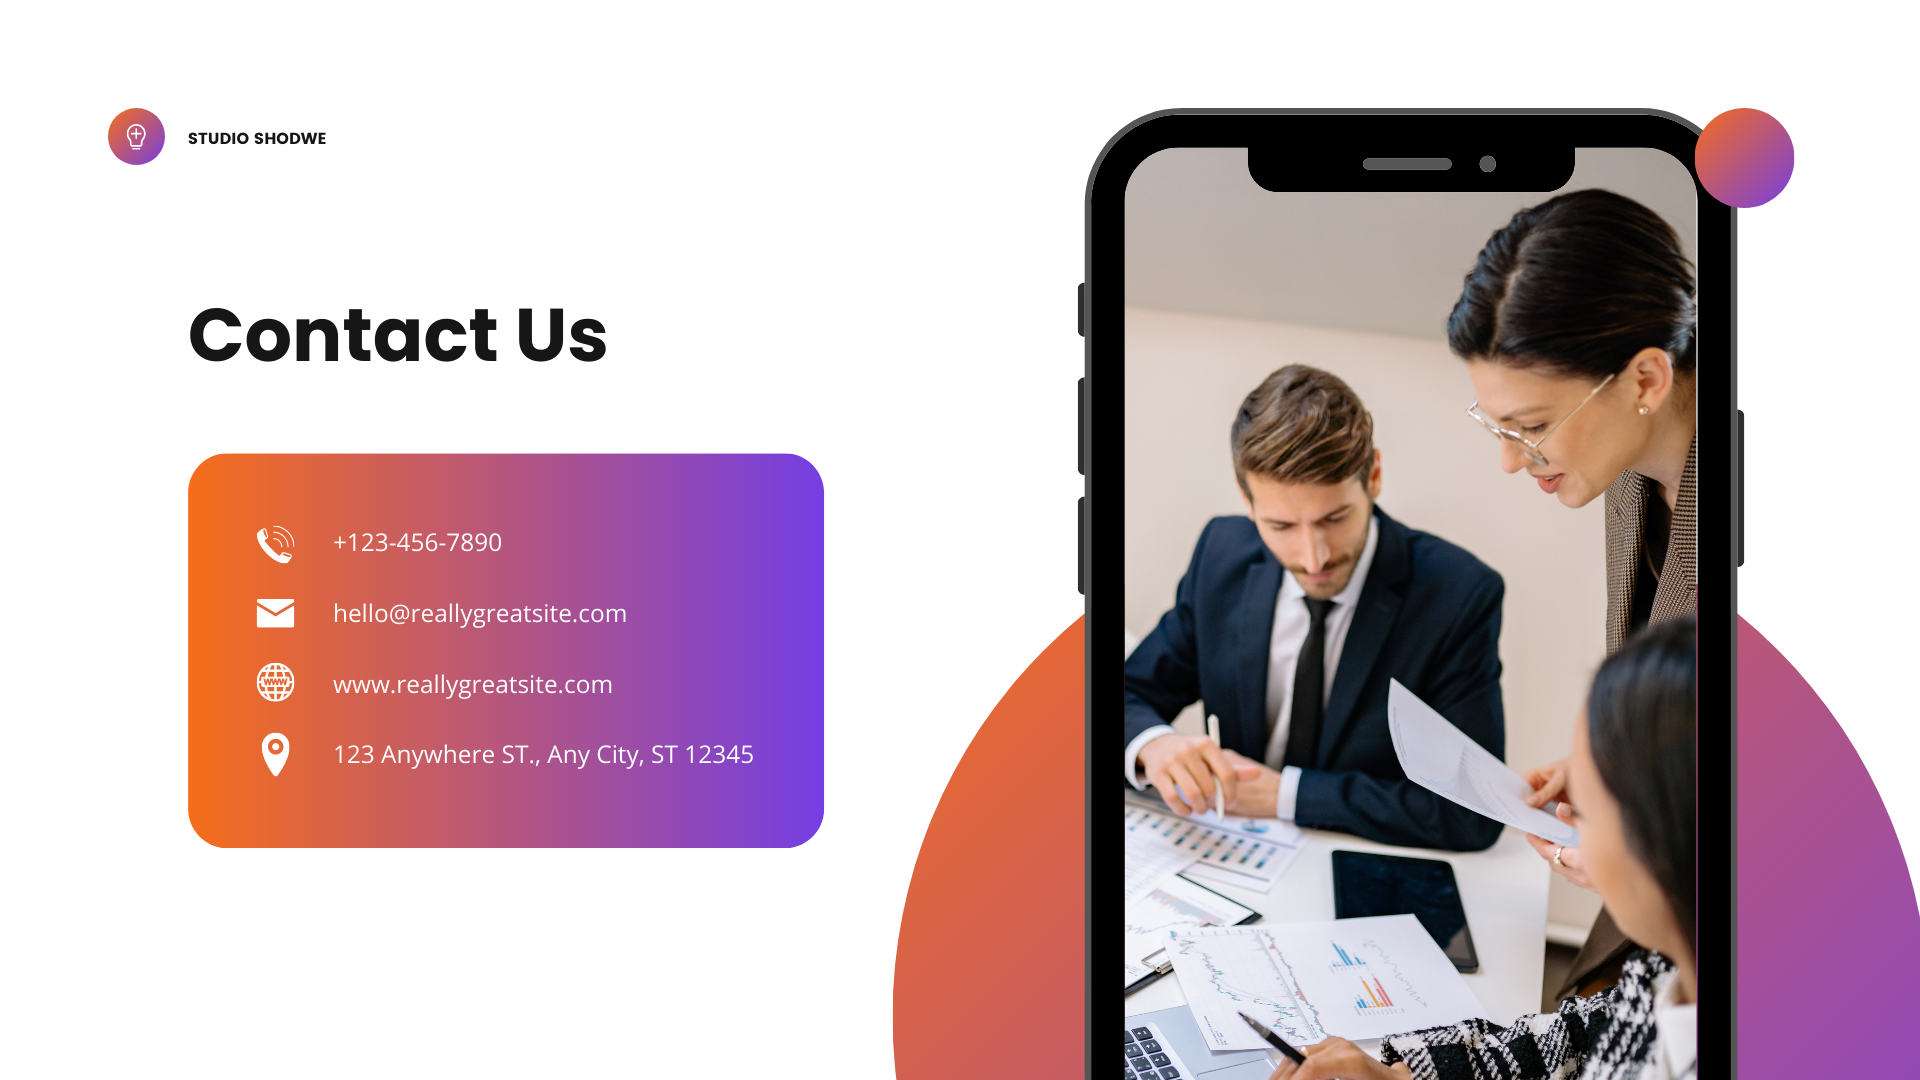 STUDIO SHODWE
Contact Us
+123-456-7890
hello@reallygreatsite.com
www.reallygreatsite.com
123 Anywhere ST., Any City, ST 12345